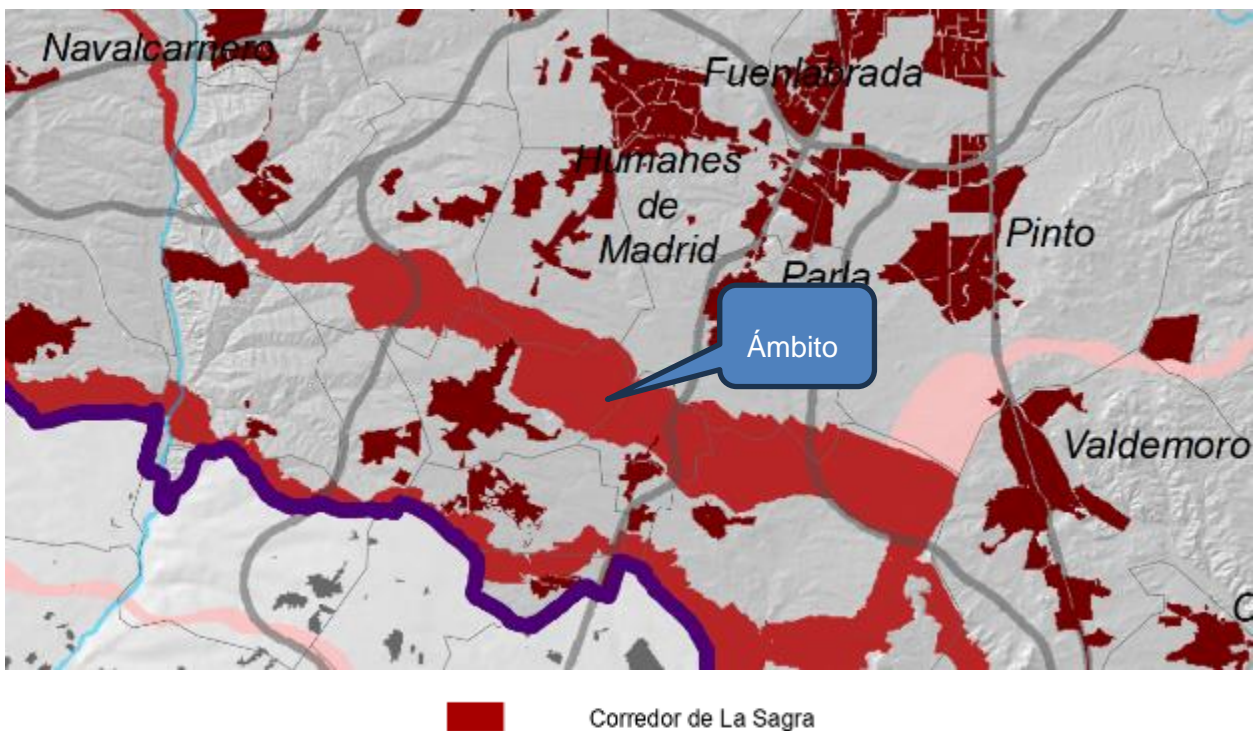 Navalcarnero
Fuenlabrada
Humanes
de
Madrid
Pinto
Parla
Ámbito
Valdemoro
C
Corredor de La Sagra